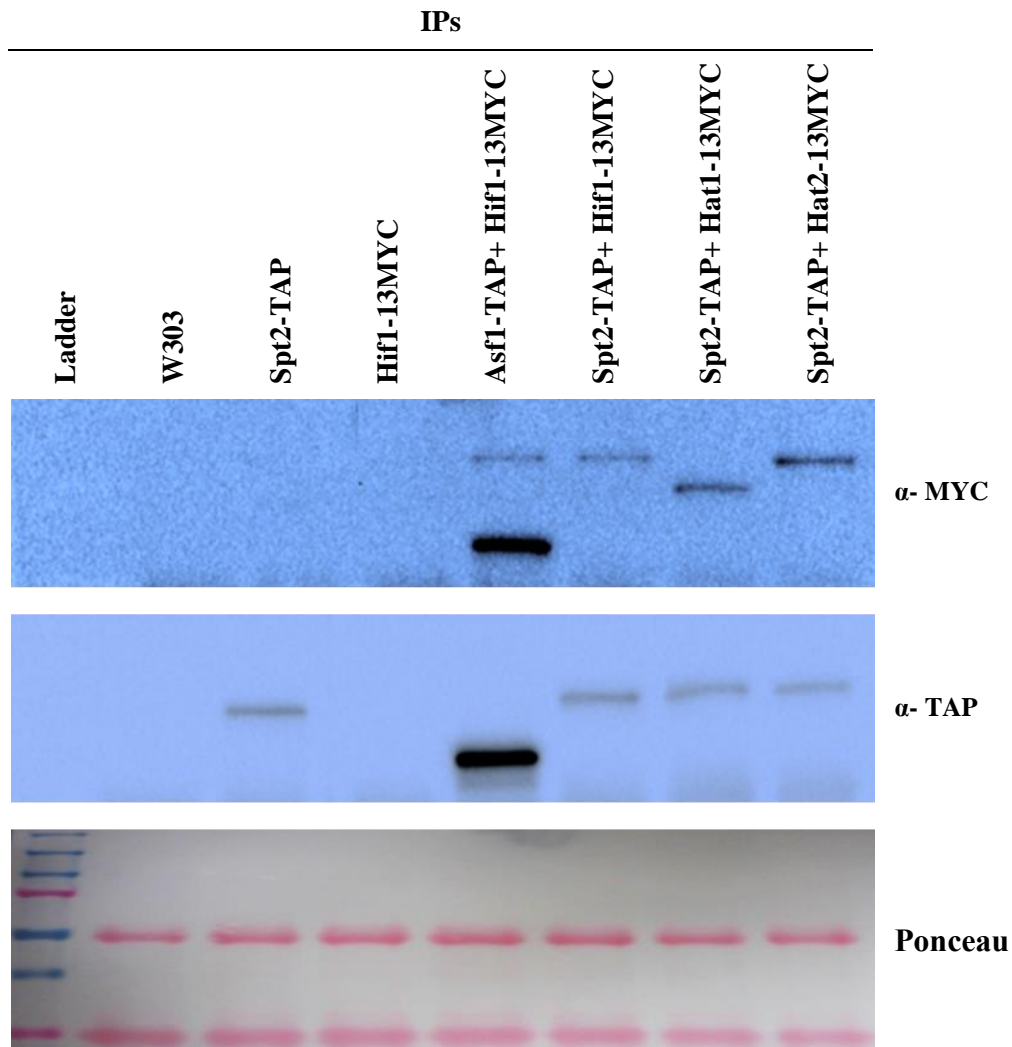 IPs
Ladder
W303
Spt2-TAP
Hif1-13MYC
Asf1-TAP+ Hif1-13MYC
Spt2-TAP+ Hif1-13MYC
Spt2-TAP+ Hat1-13MYC
Spt2-TAP+ Hat2-13MYC
α- MYC
α- TAP
Ponceau